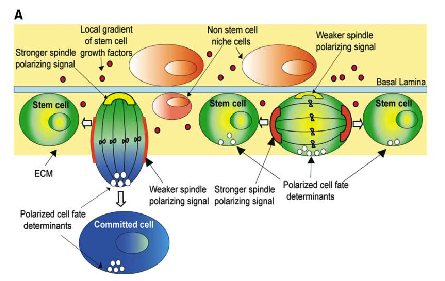 A
Local gradient
of stem cell
growth factors
Non stem cell
niche cells
Weaker spindle
polarizing signal
Stronger spindle
polarizing signal
Basal Lamina
Stem cell
Stem cell
Stem cell
ECM
Weaker spindle
polarizing signal
Stronger spindle
polarizing signal
Polarized cell fate
determinants
Polarized cell fate
determinants
Committed cell